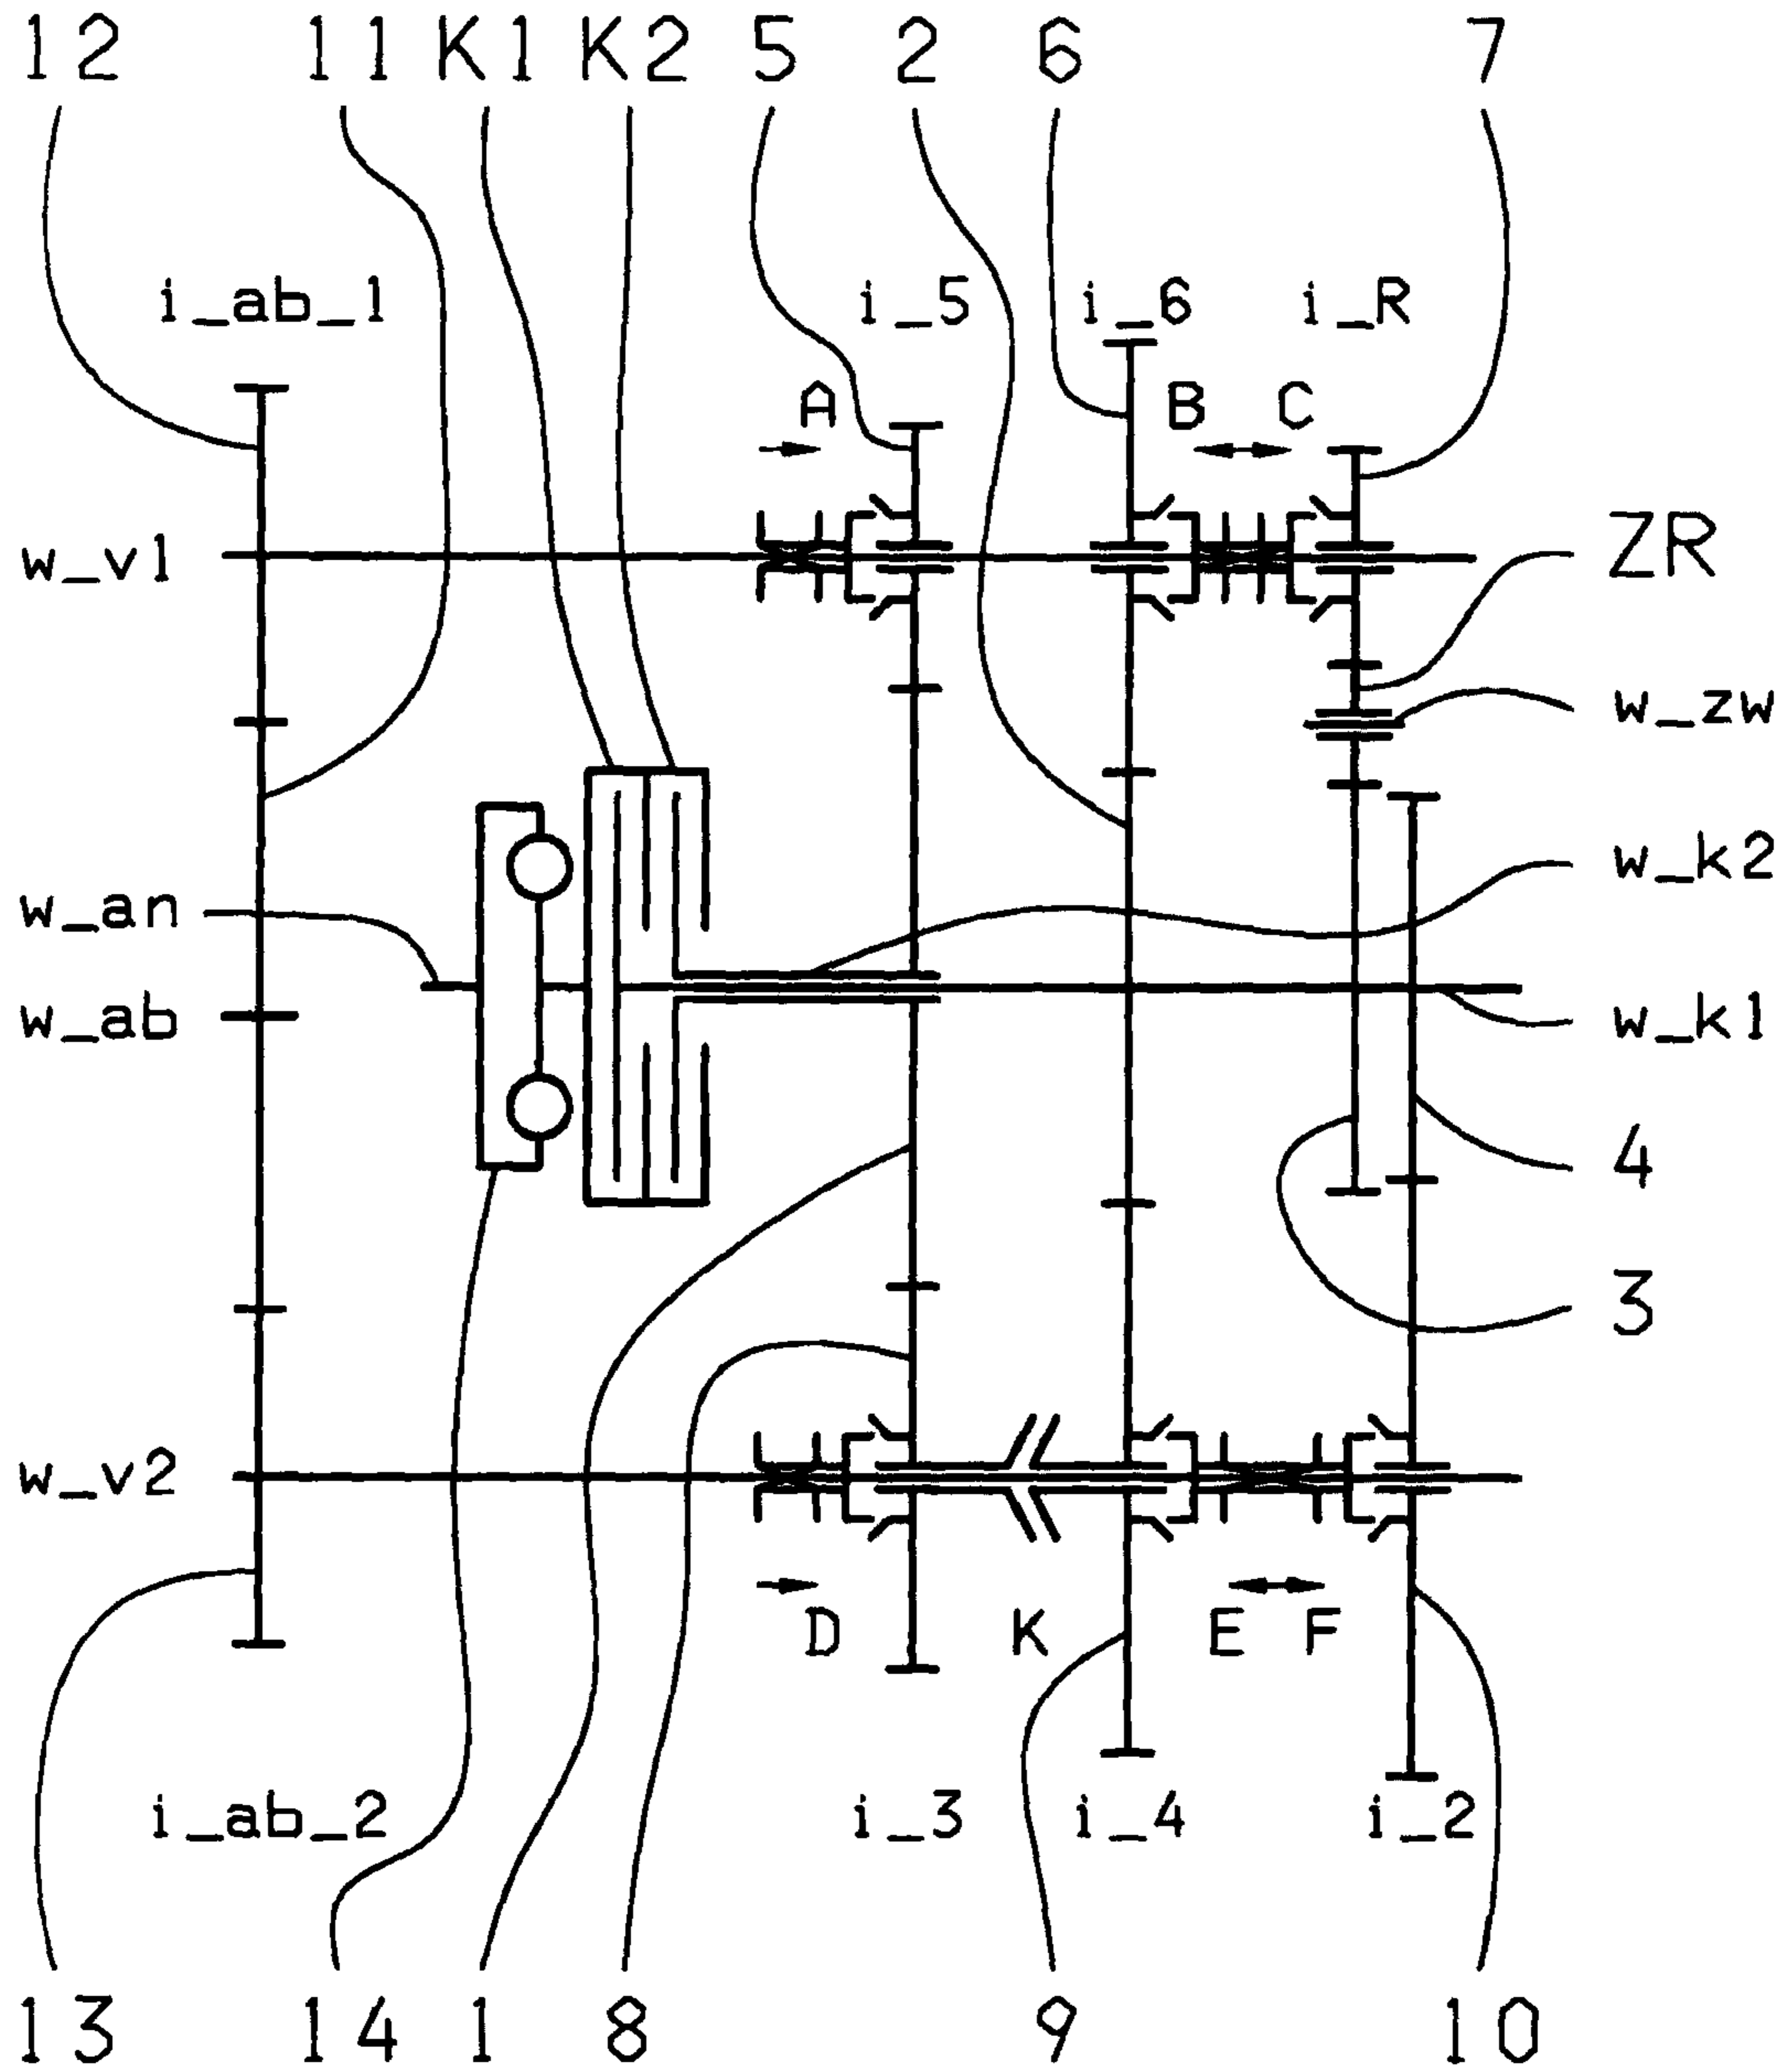 12 11 K1 K2 5 2 6 7
i_ab_1 i_5 i_6 i_R
A B C
w_v1 ZR
w_zw
w_k2
w_an
w_ab w_k1
4
3
w_v2
D K E F
i_ab_2 i_3 i_4 i_2
13 14 1 8 9 10